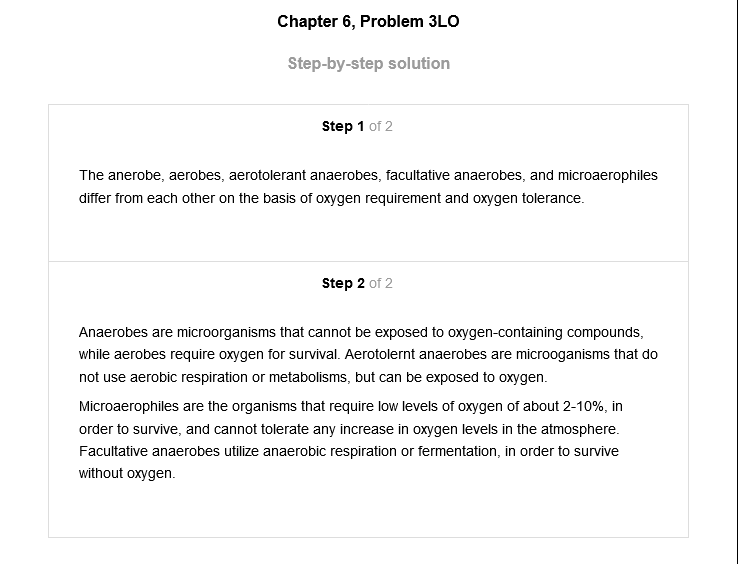 Chapter 6, Problem 3LO
Step-by-step solution
Step 1 of 2
The anerobe, aerobes, aerotolerant anaerobes, facultative anaerobes, and microaerophiles
differ from each other on the basis of oxygen requirement and oxygen tolerance.
Step 2 of 2
Anaerobes are microorganisms that cannot be exposed to oxygen-containing compounds,
while aerobes require oxygen for survival. Aerotolernt anaerobes are microoganisms that do
not use aerobic respiration or metabolisms, but can be exposed to oxygen.
Microaerophiles are the organisms that require low levels of oxygen of about 2-10%, in
order to survive, and cannot tolerate any increase in oxygen levels in the atmosphere.
Facultative anaerobes utilize anaerobic respiration or fermentation, in order to survive
without oxygen.